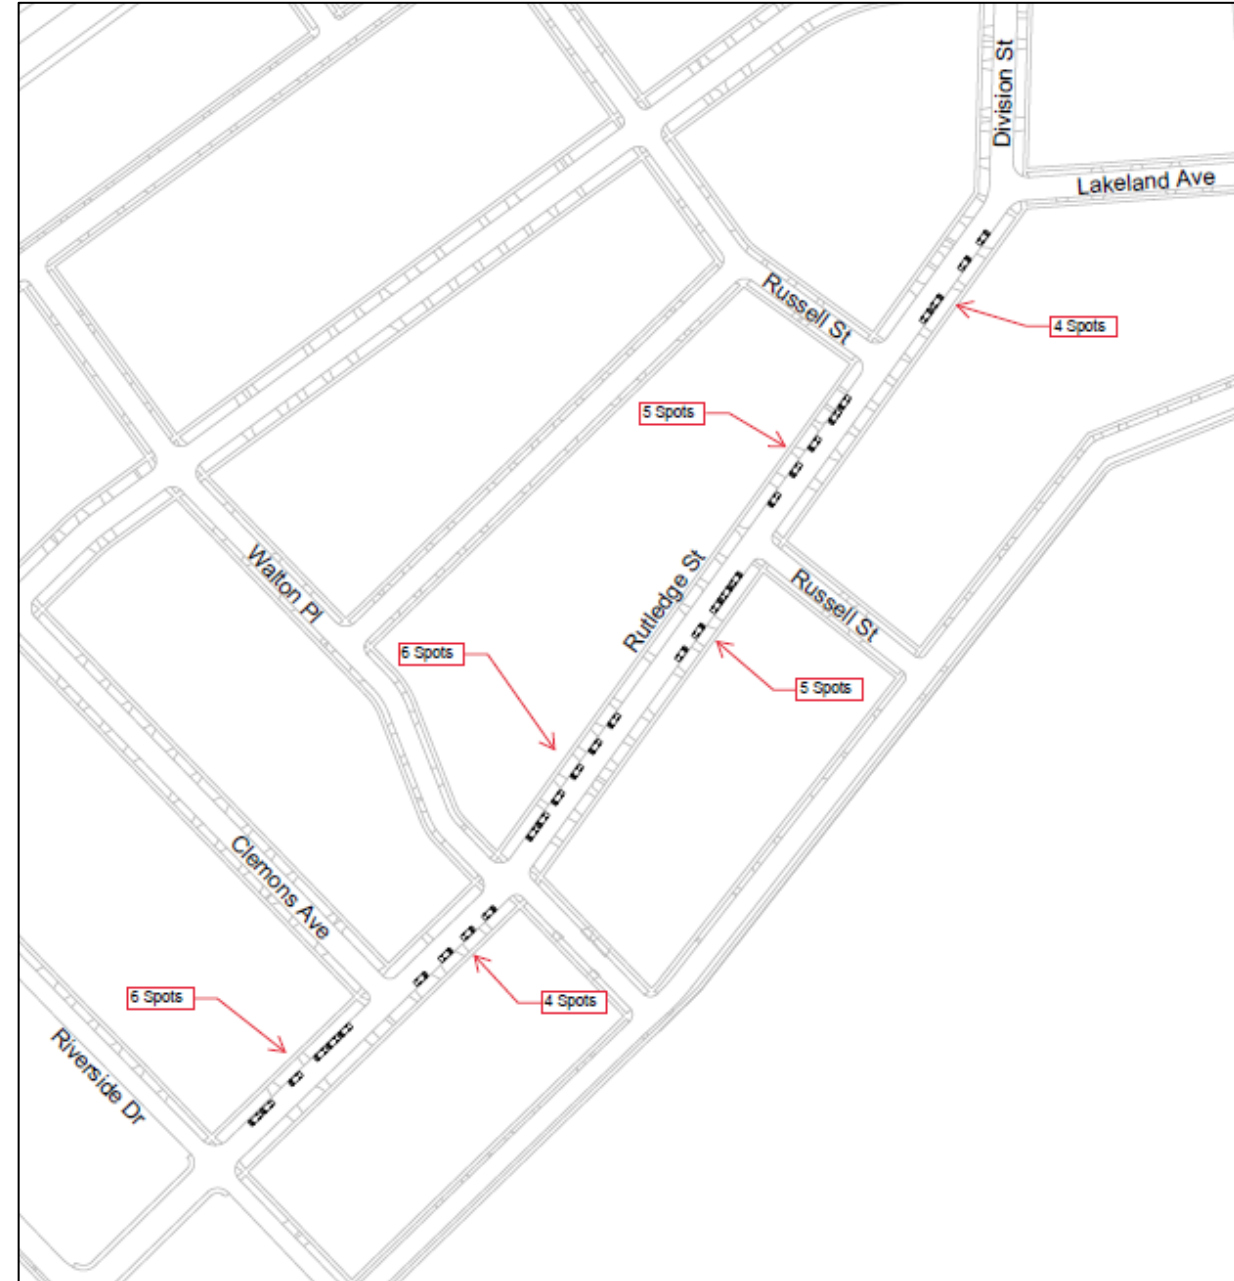 Division St
Lakeland Ave
Russell St
4 Spots
5 Spots
Walton Pl
Rutledge St
Russell St
6 Spots
5 Spots
Clemons Ave
6 Spots
4 Spots
Riverside Dr